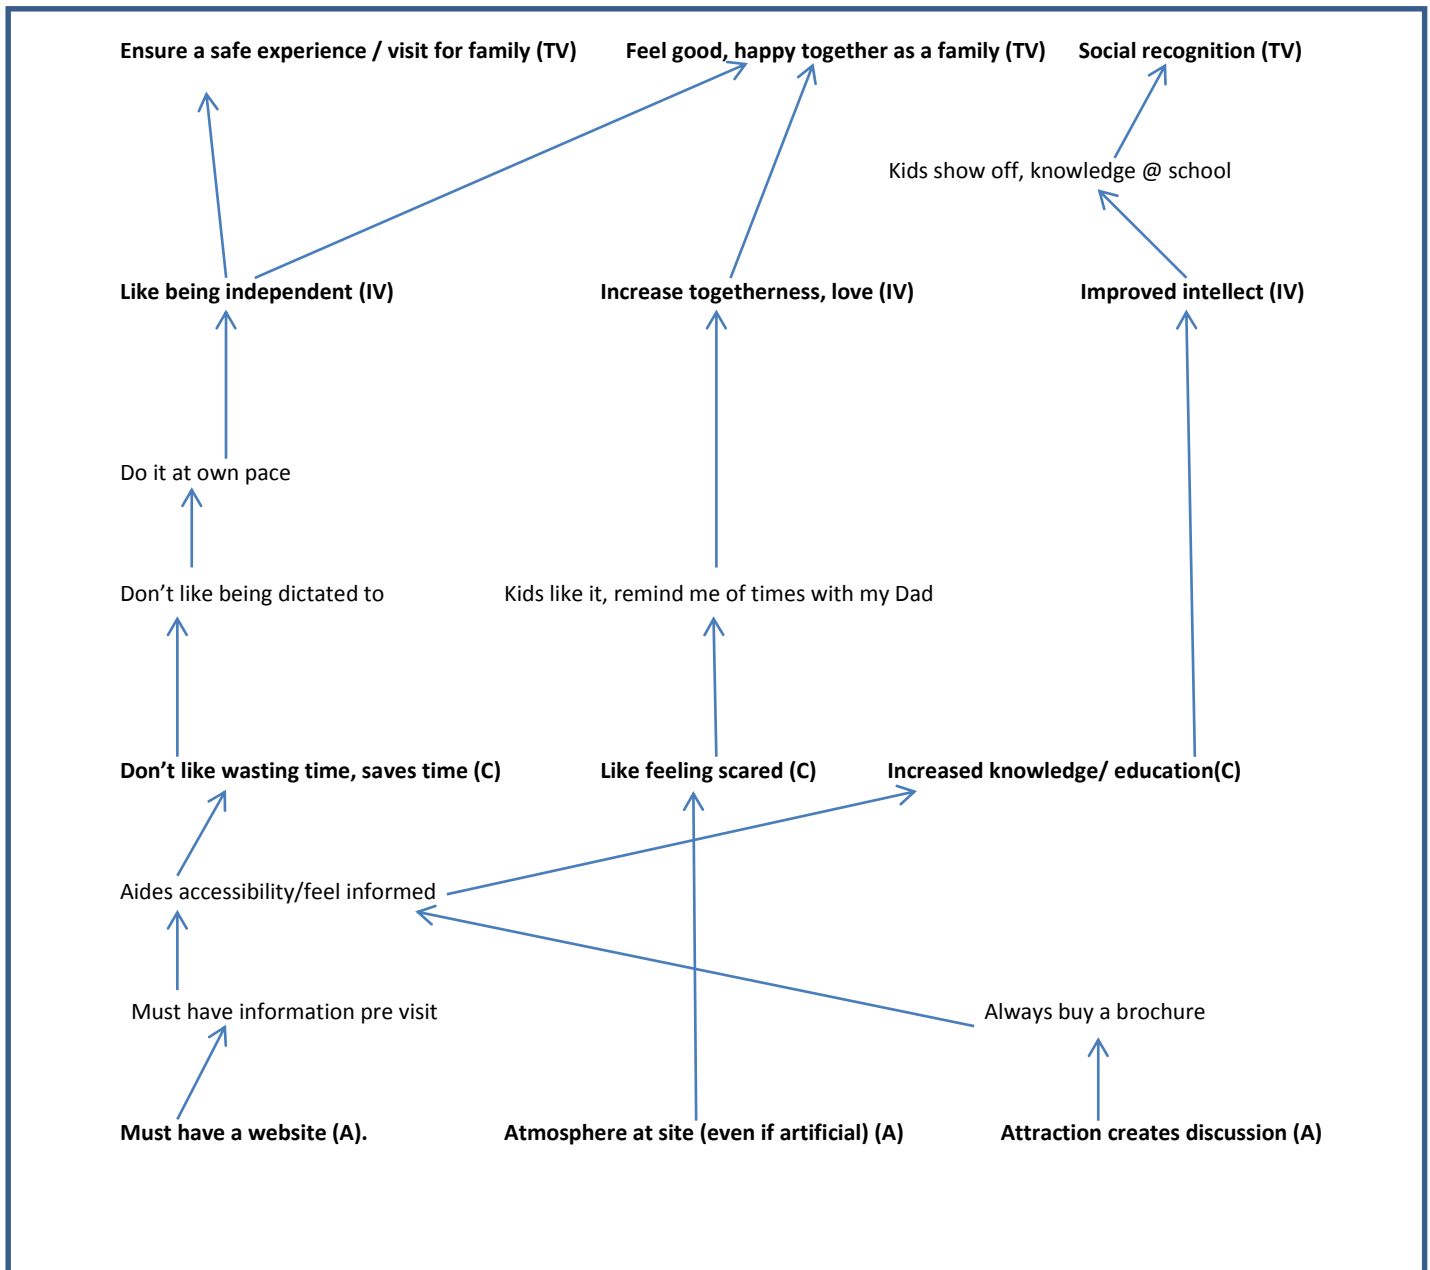 Ensure a safe experience / visit for family (TV)
Feel good, happy together as a family (TV)
Social recognition (TV)
Kids show off, knowledge @ school
Like being independent (IV)
Increase togetherness, love (IV)
Improved intellect (IV)
Do it at own pace
Don’t like being dictated to
Kids like it, remind me of times with my Dad
Don’t like wasting time, saves time (C)
Like feeling scared (C)
Increased knowledge/ education(C)
Aides accessibility/feel informed
Must have information pre visit
Always buy a brochure
Must have a website (A).
Atmosphere at site (even if artificial) (A)
Attraction creates discussion (A)